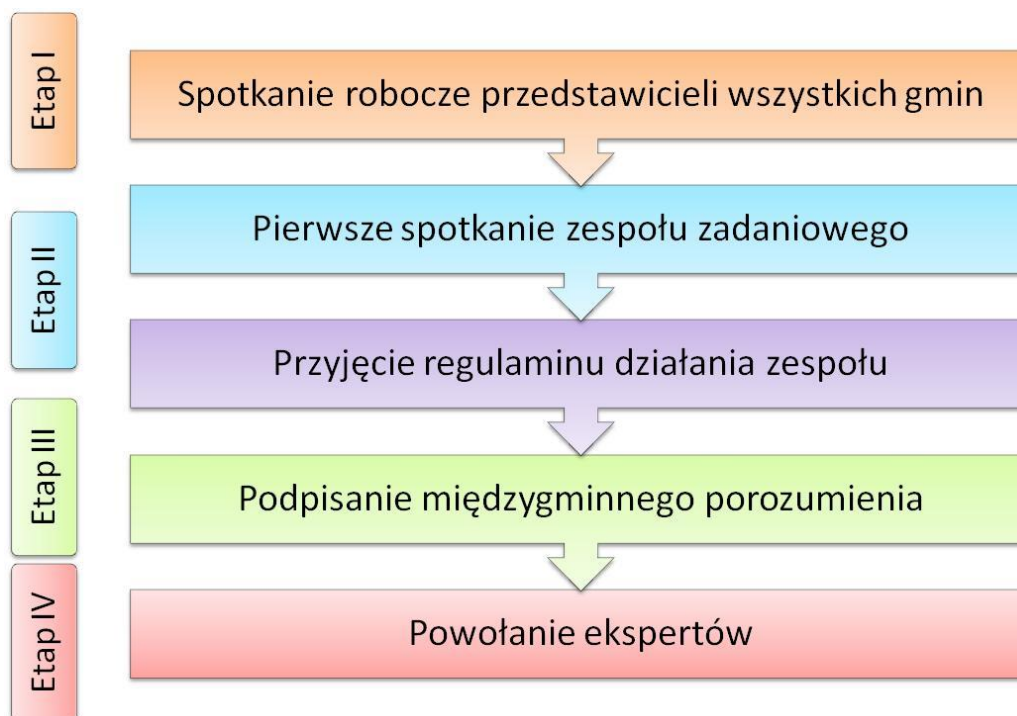 Etap I
Spotkanie robocze przedstawicieli wszystkich gmin
Etap II
Pierwsze spotkanie zespołu zadaniowego
Przyjęcie regulaminu działania zespołu
Etap III
Podpisanie międzygminnego porozumienia
Etap IV
Powołanie ekspertów